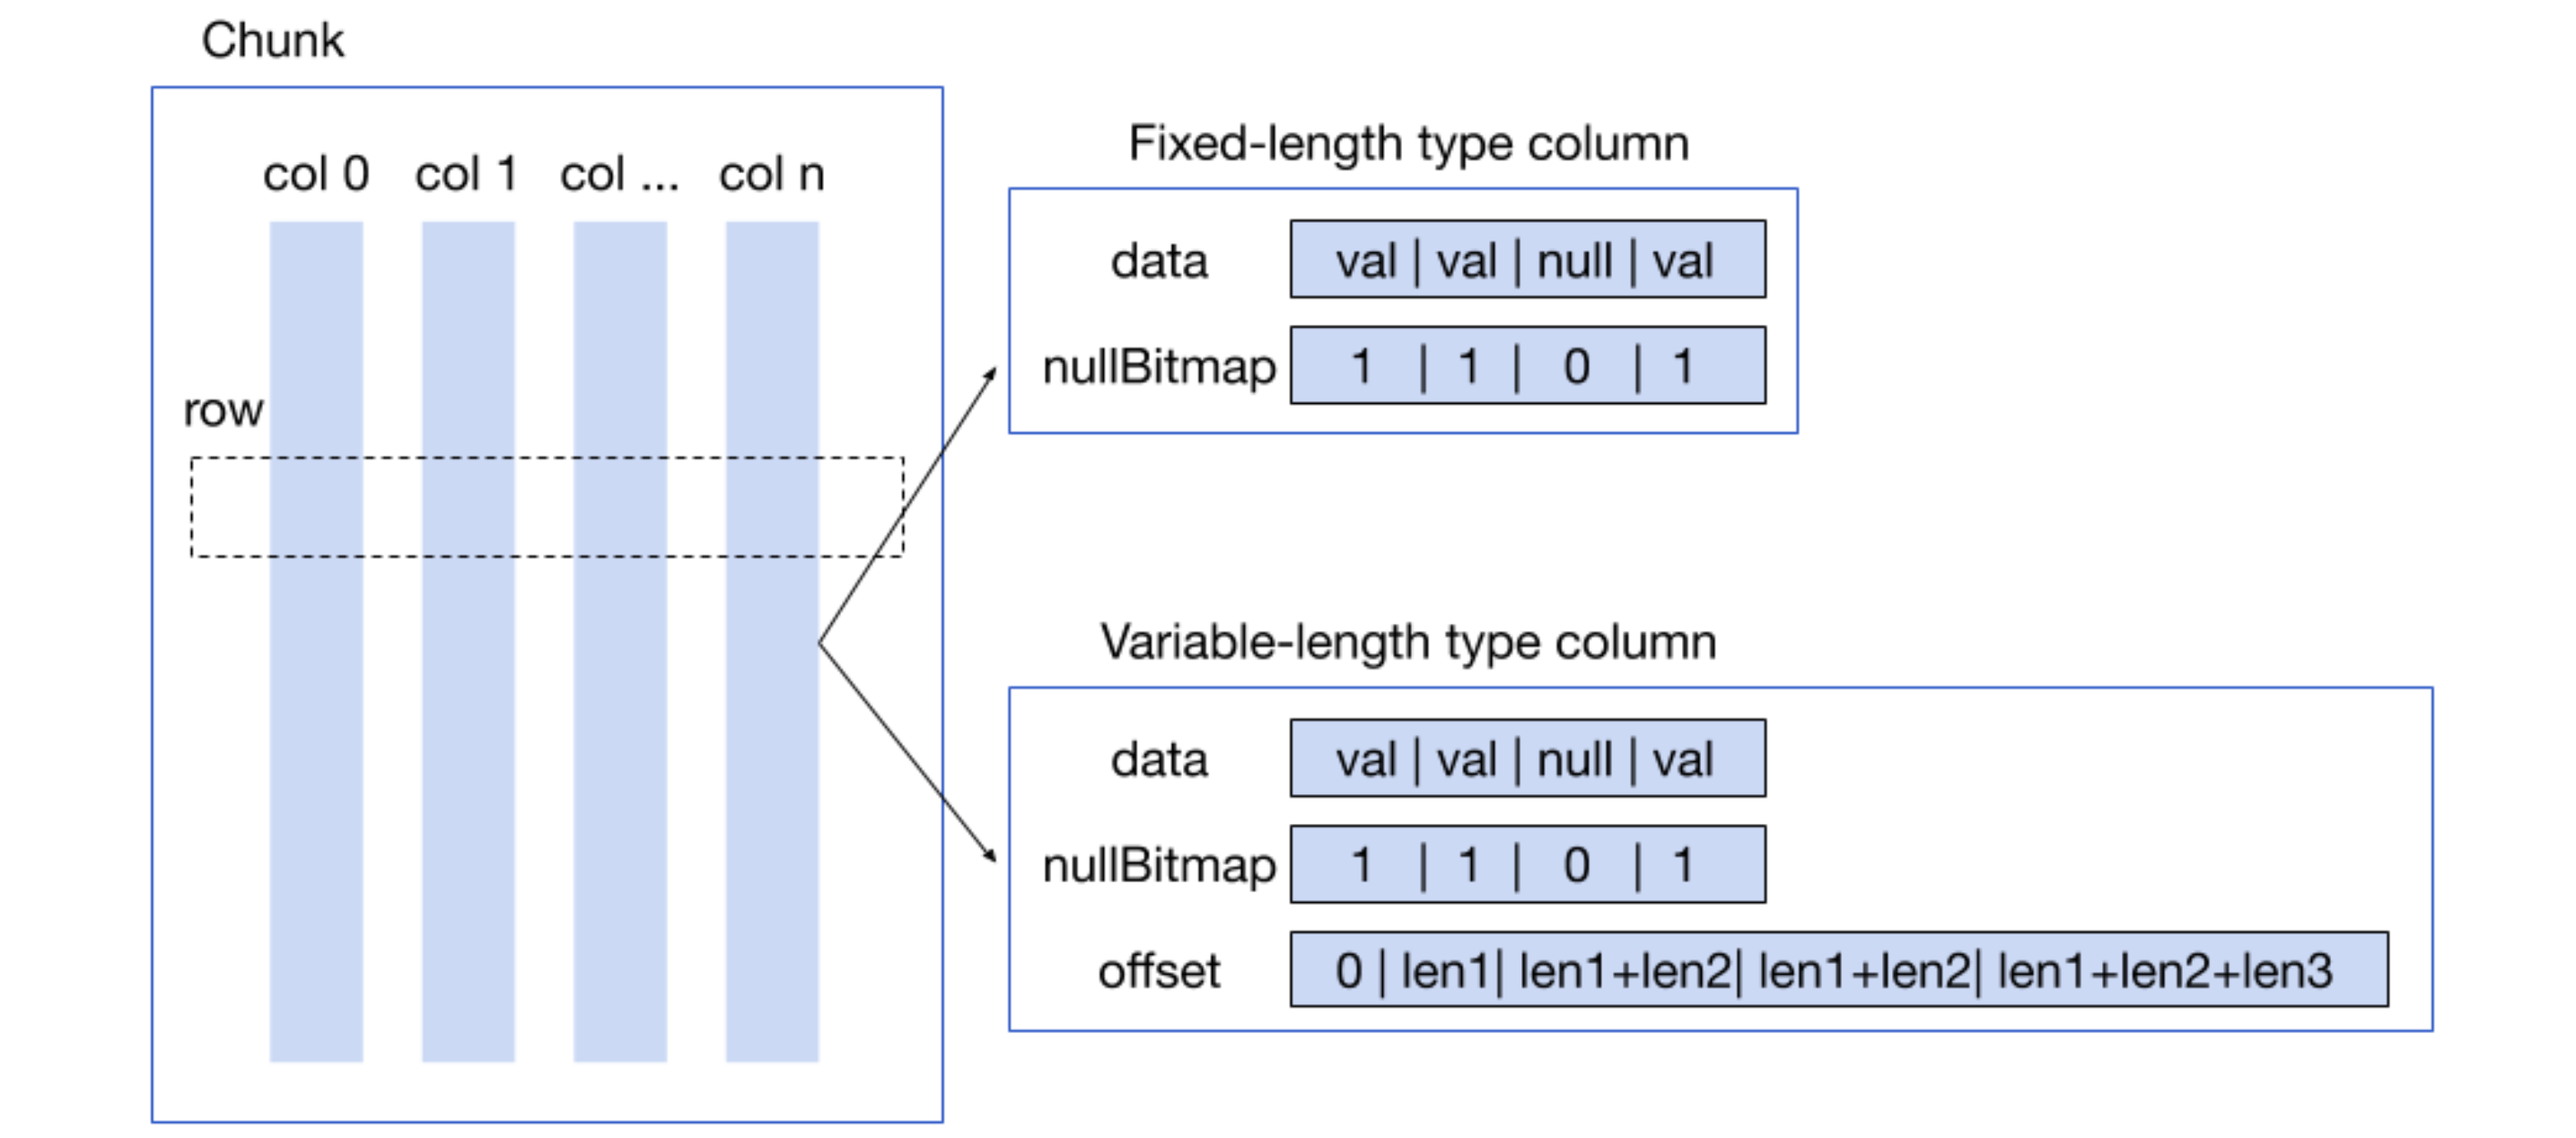 Chunk
col 0 col 1 col ... col n
row
Fixed-length type column
data val | val | null | val
nullBitmap 1 | 1 | 0 | 1
Variable-length type column
data val | val | null | val
nullBitmap 1 | 1 | 0 | 1
offset 0 | len1| len1+len2| len1+len2| len1+len2+len3